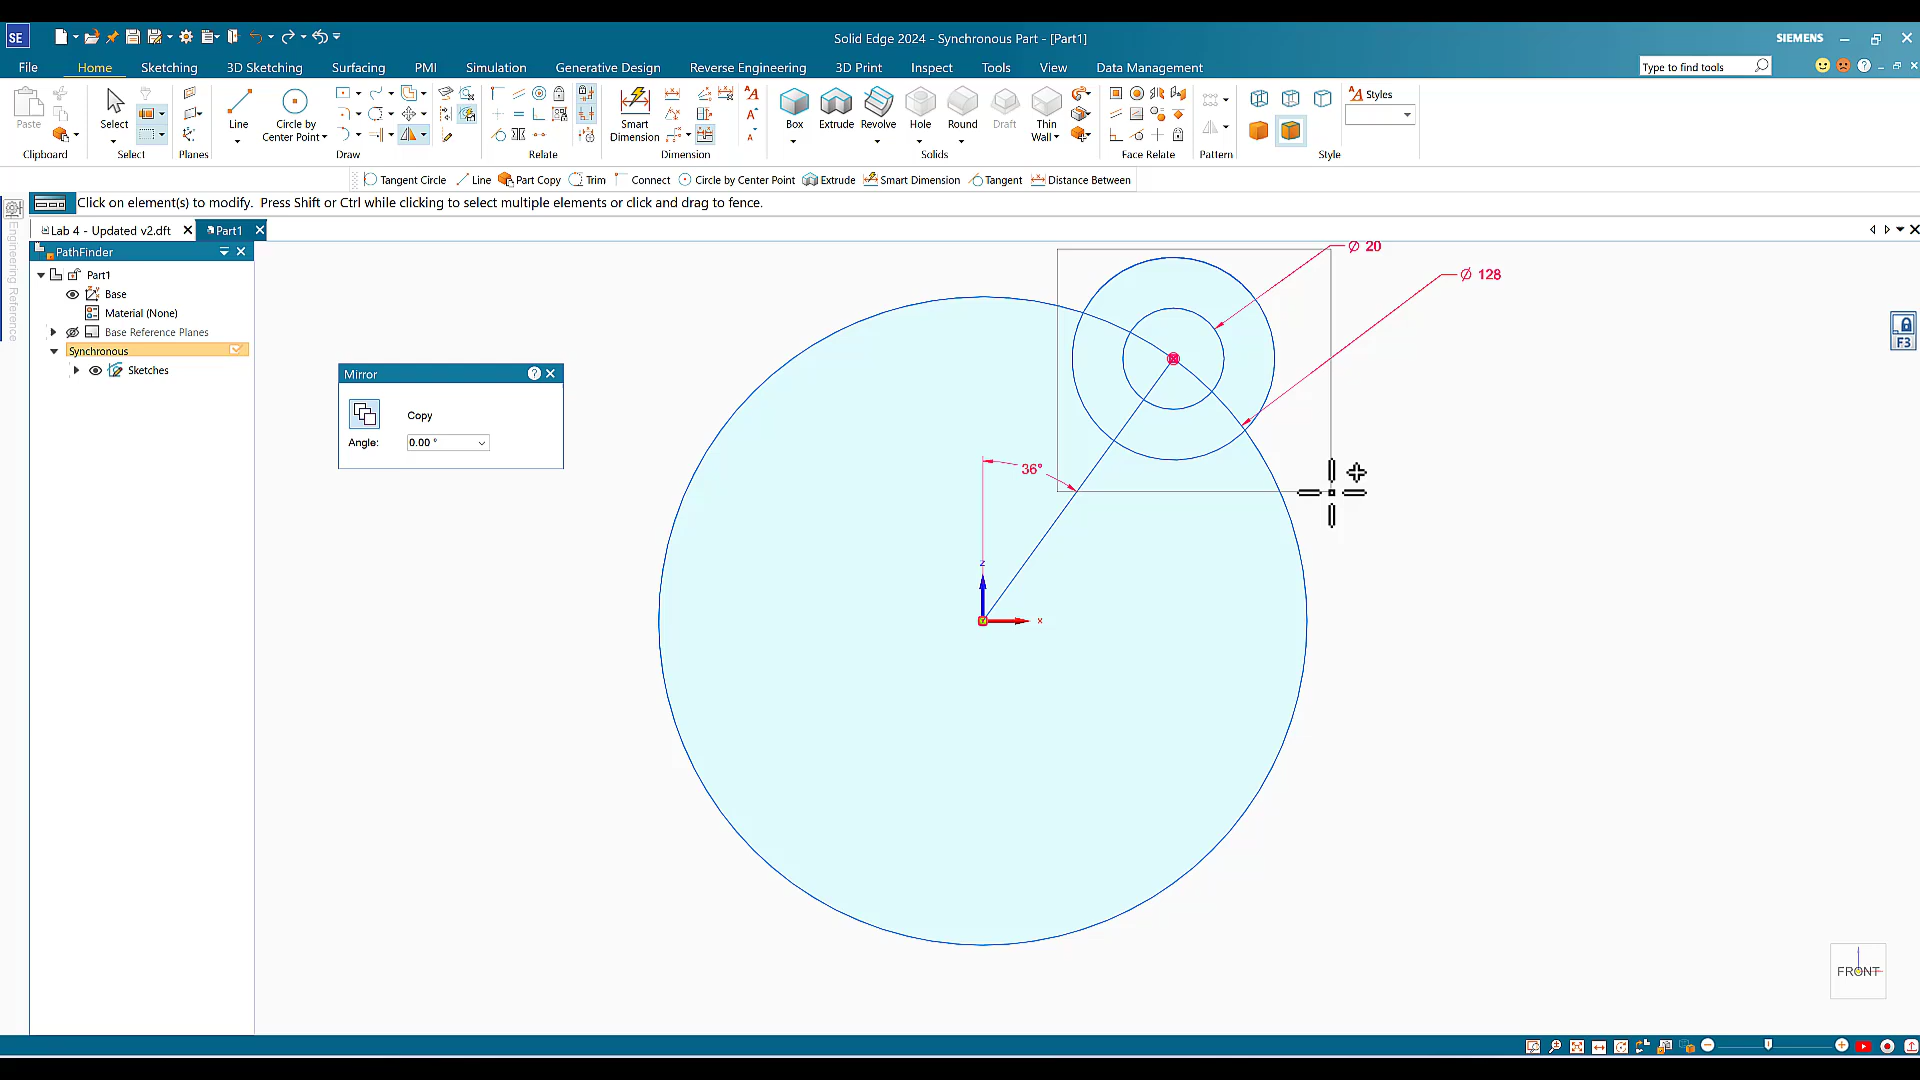 SE
Solid Edge 2024 - Synchronous Part - [Part1]
SIEMENS
File Home Sketching 3D Sketching Surfacing PMI Simulation Generative Design Reverse Engineering 3D Print Inspect Tools View Data Management
Type to find tools
Paste
Clipboard
Select
Select
Planes
Line
Circle by Center Point
Draw
Relate
Smart Dimension
Dimension
Box
Extrude
Revolve
Hole
Round
Draft
Thin Wall
Solids
Face Relate
Pattern
Styles
Style
Tangent Circle Line Part Copy Trim Connect Circle by Center Point Extrude Smart Dimension Tangent Distance Between
Click on element(s) to modify. Press Shift or Ctrl while clicking to select multiple elements or click and drag to fence.
Lab 4 - Updated v2.dft
Part1
Engineering Reference
PathFinder
Part1
Base
Material (None)
Base Reference Planes
Synchronous
Sketches
Mirror
Copy
Angle: 0.00 °
∅ 20
∅ 128
36°
z
x
F3
FRONT